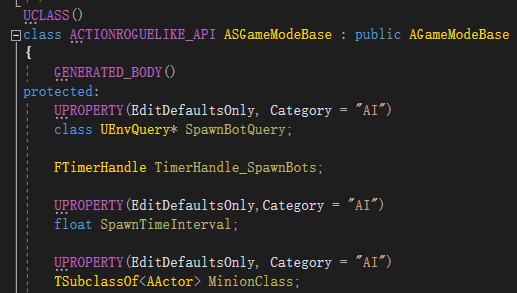 UCLASS()
class ACTIONROGUELIKE_API ASGameModeBase : public AGameModeBase
{
GENERATED_BODY()
protected:
UPROPERTY(EditDefaultsOnly, Category = "AI")
class UEnvQuery* SpawnBotQuery;
FTimerHandle TimerHandle_SpawnBots;
UPROPERTY(EditDefaultsOnly,Category = "AI")
float SpawnTimeInterval;
UPROPERTY(EditDefaultsOnly, Category = "AI")
TSubclassOf<AActor> MinionClass;